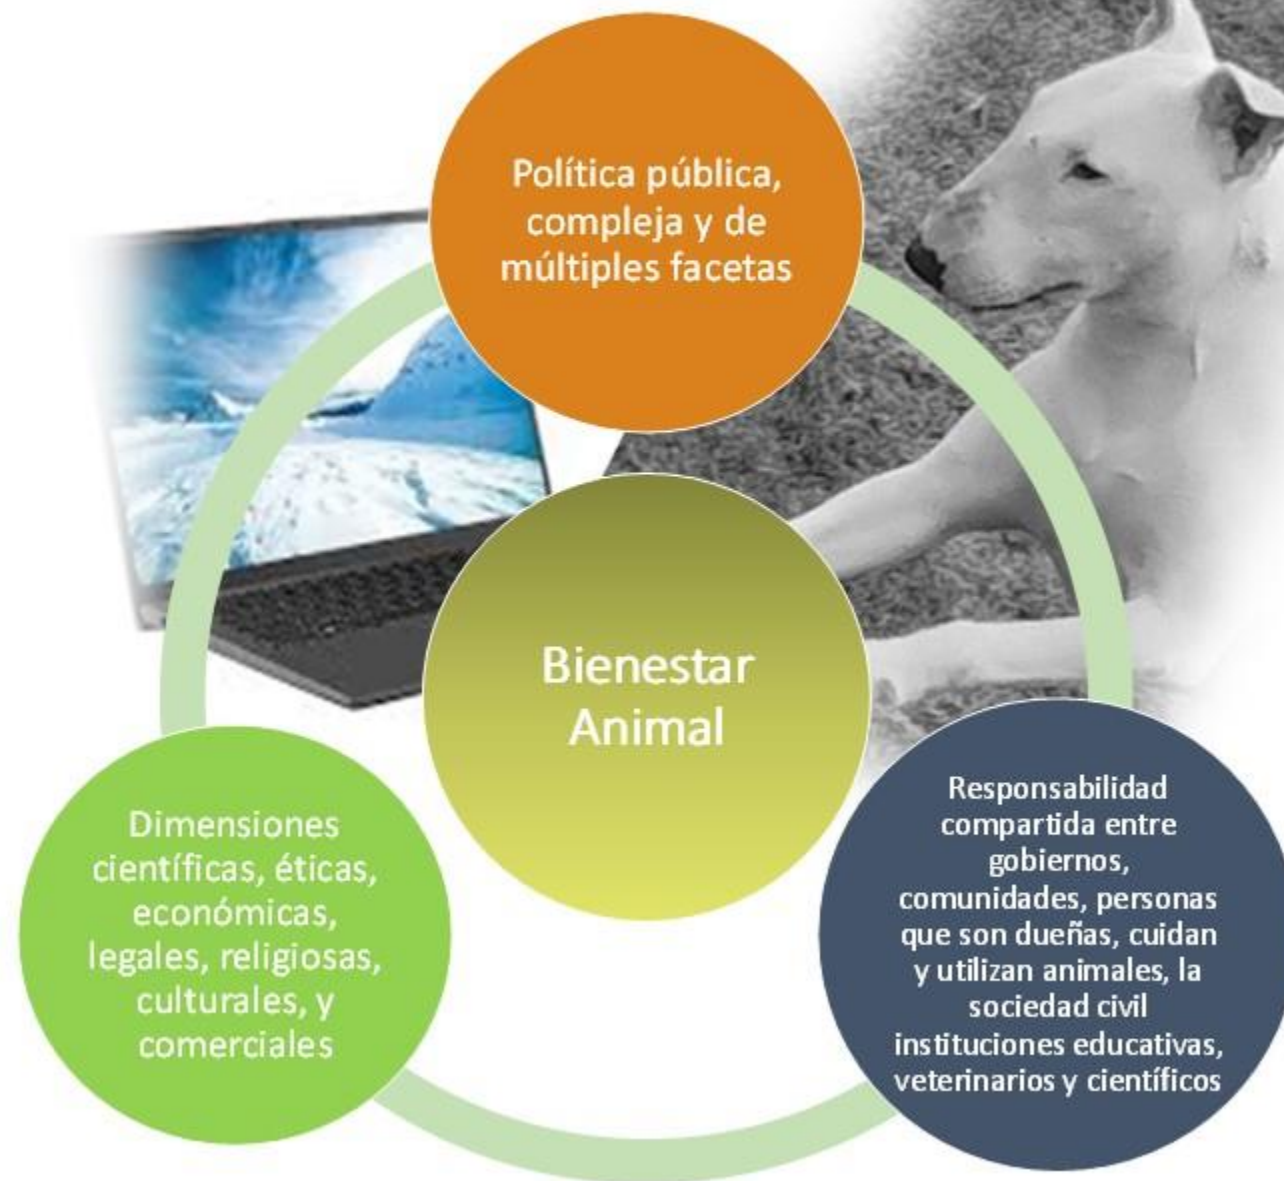 Política pública,
compleja y de
múltiples facetas
Bienestar
Animal
Dimensiones
científicas, éticas,
económicas,
legales, religiosas,
culturales, y
comerciales
Responsabilidad
compartida entre
gobiernos,
comunidades, personas
que son dueñas, cuidan
y utilizan animales, la
sociedad civil
instituciones educativas,
veterinarios y científicos